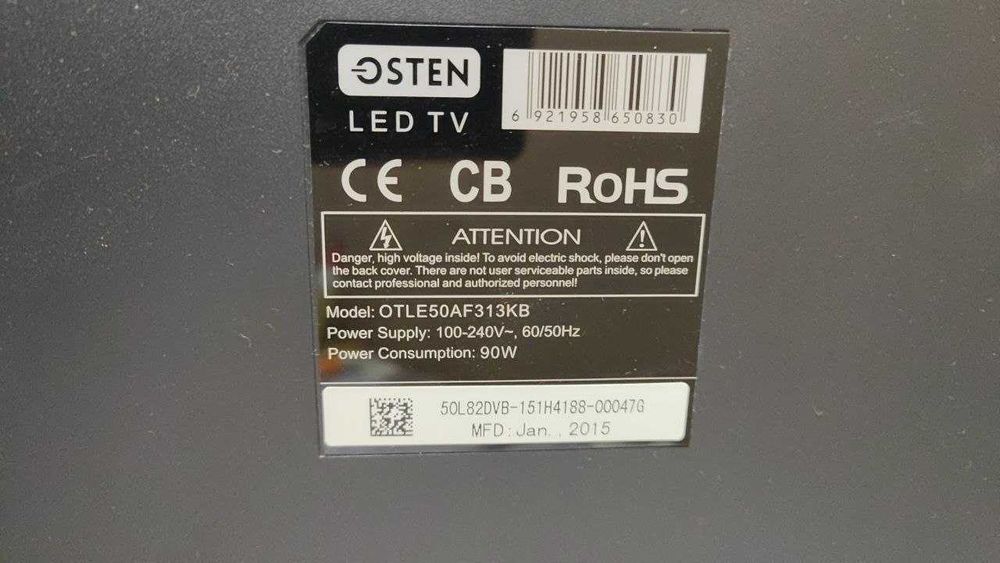 OSTEN
LED TV
6 921958 650830
CE CB RoHS
ATTENTION
Danger, high voltage inside! To avoid electric shock, please don't open
the back cover. There are not user serviceable parts inside, so please
contact professional and authorized personnel!
Model: OTLE50AF313KB
Power Supply: 100-240V~, 60/50Hz
Power Consumption: 90W
50L82DVB-151H4188-00047G
MFD:Jan., 2015